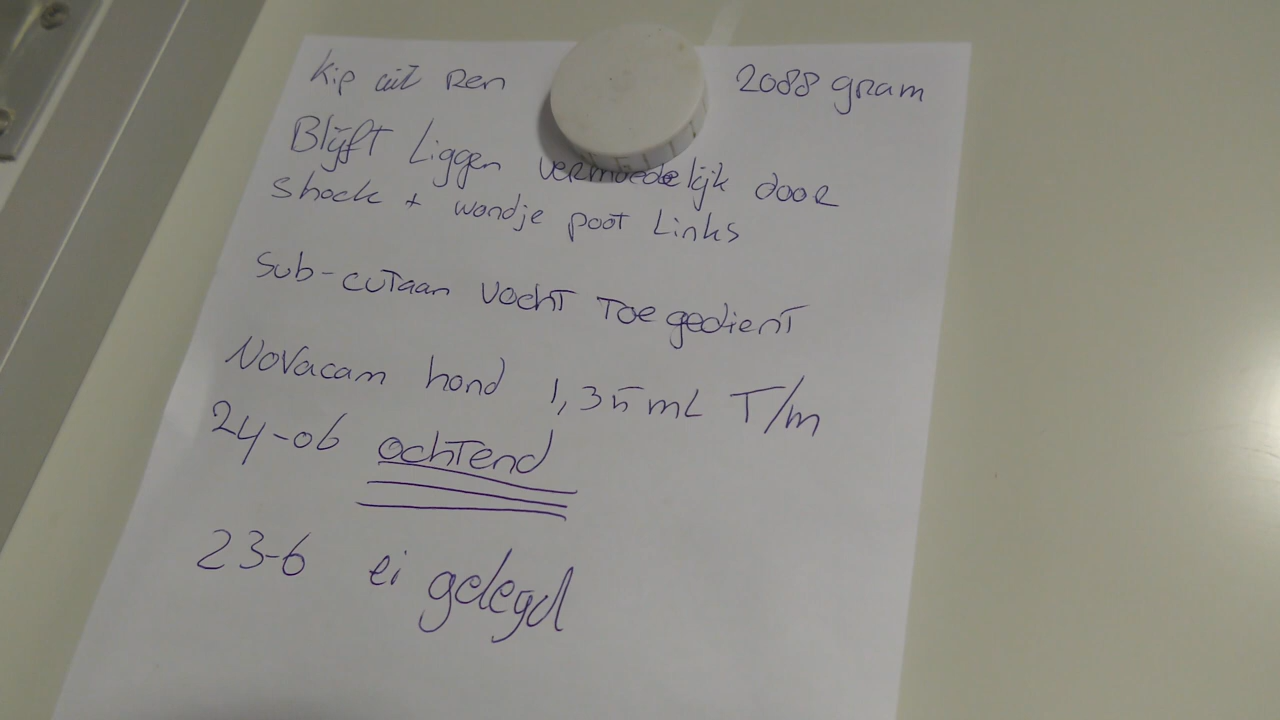 Kip uit Ren 2088 gram
Blijft Liggen vermoedelijk door
shock + wondje poot Links
Sub-cutaan vocht Toegedient
Novacam hond 1,35 mL T/m
24-06 ochtend
23-6 ei gelegd